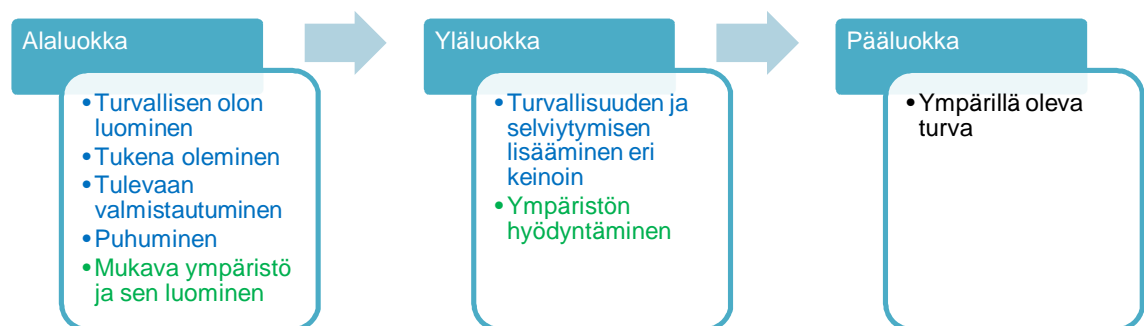 Alaluokka
• Turvallisen olon
luominen
• Tukena oleminen
• Tulevaan
valmistautuminen
• Puhuminen
• Mukava ympäristö
ja sen luominen
Yläluokka
• Turvallisuuden ja
selviytymisen
lisääminen eri
keinoin
• Ympäristön
hyödyntäminen
Pääluokka
• Ympärillä oleva
turva